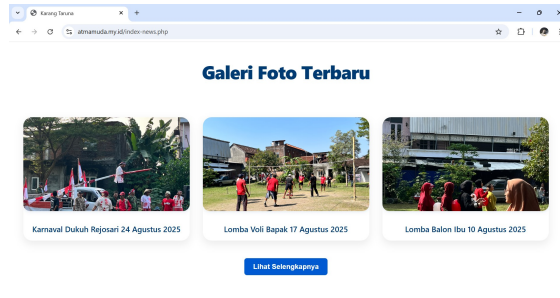 Karang Taruna
atmamuda.my.id/index-news.php
Galeri Foto Terbaru
Karnaval Dukuh Rejosari 24 Agustus 2025
Lomba Voli Bapak 17 Agustus 2025
Lomba Balon Ibu 10 Agustus 2025
Lihat Selengkapnya